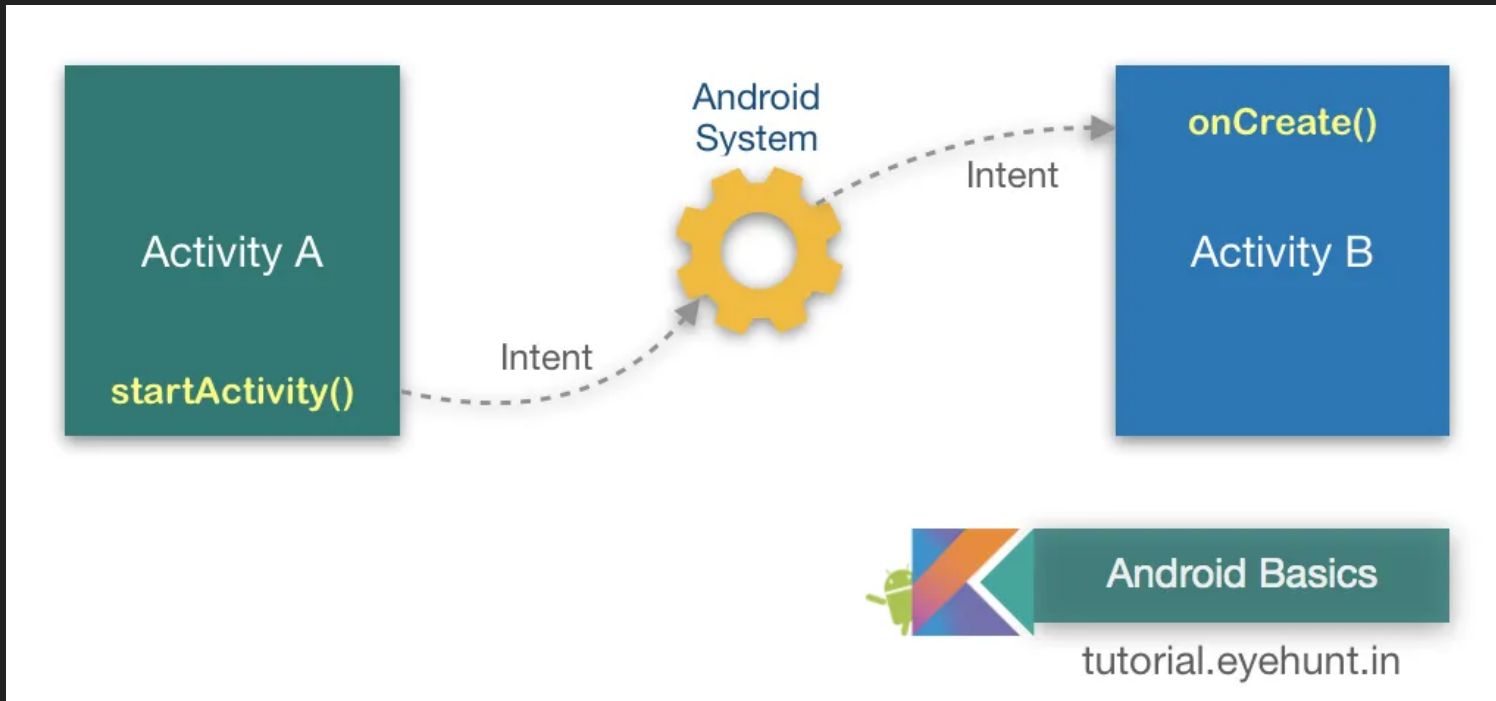 Android
System
onCreate()
Intent
Activity A
Activity B
Intent
startActivity()
Android Basics
tutorial.eyehunt.in